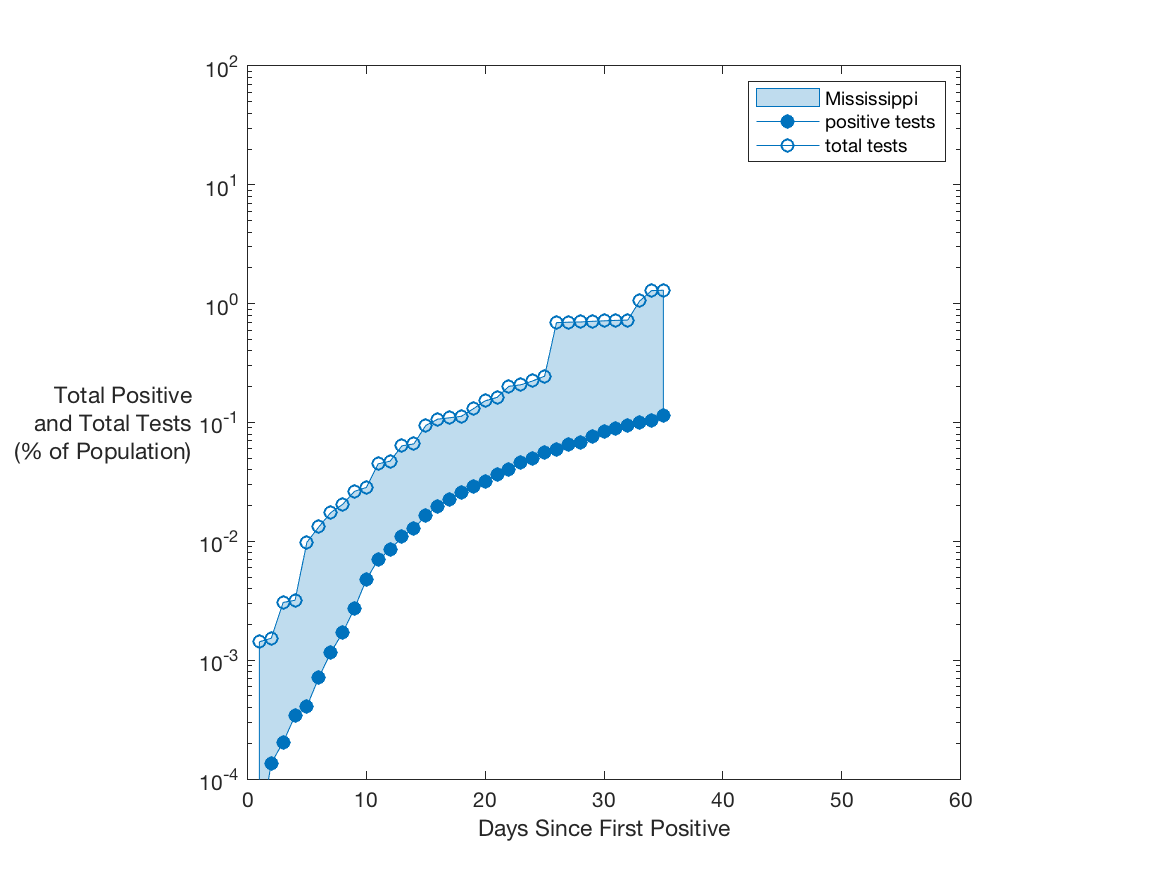 10^2
10^1
10^0
10^-1
10^-2
10^-3
10^-4
Total Positive
and Total Tests
(% of Population)
Mississippi
positive tests
total tests
0 10 20 30 40 50 60
Days Since First Positive